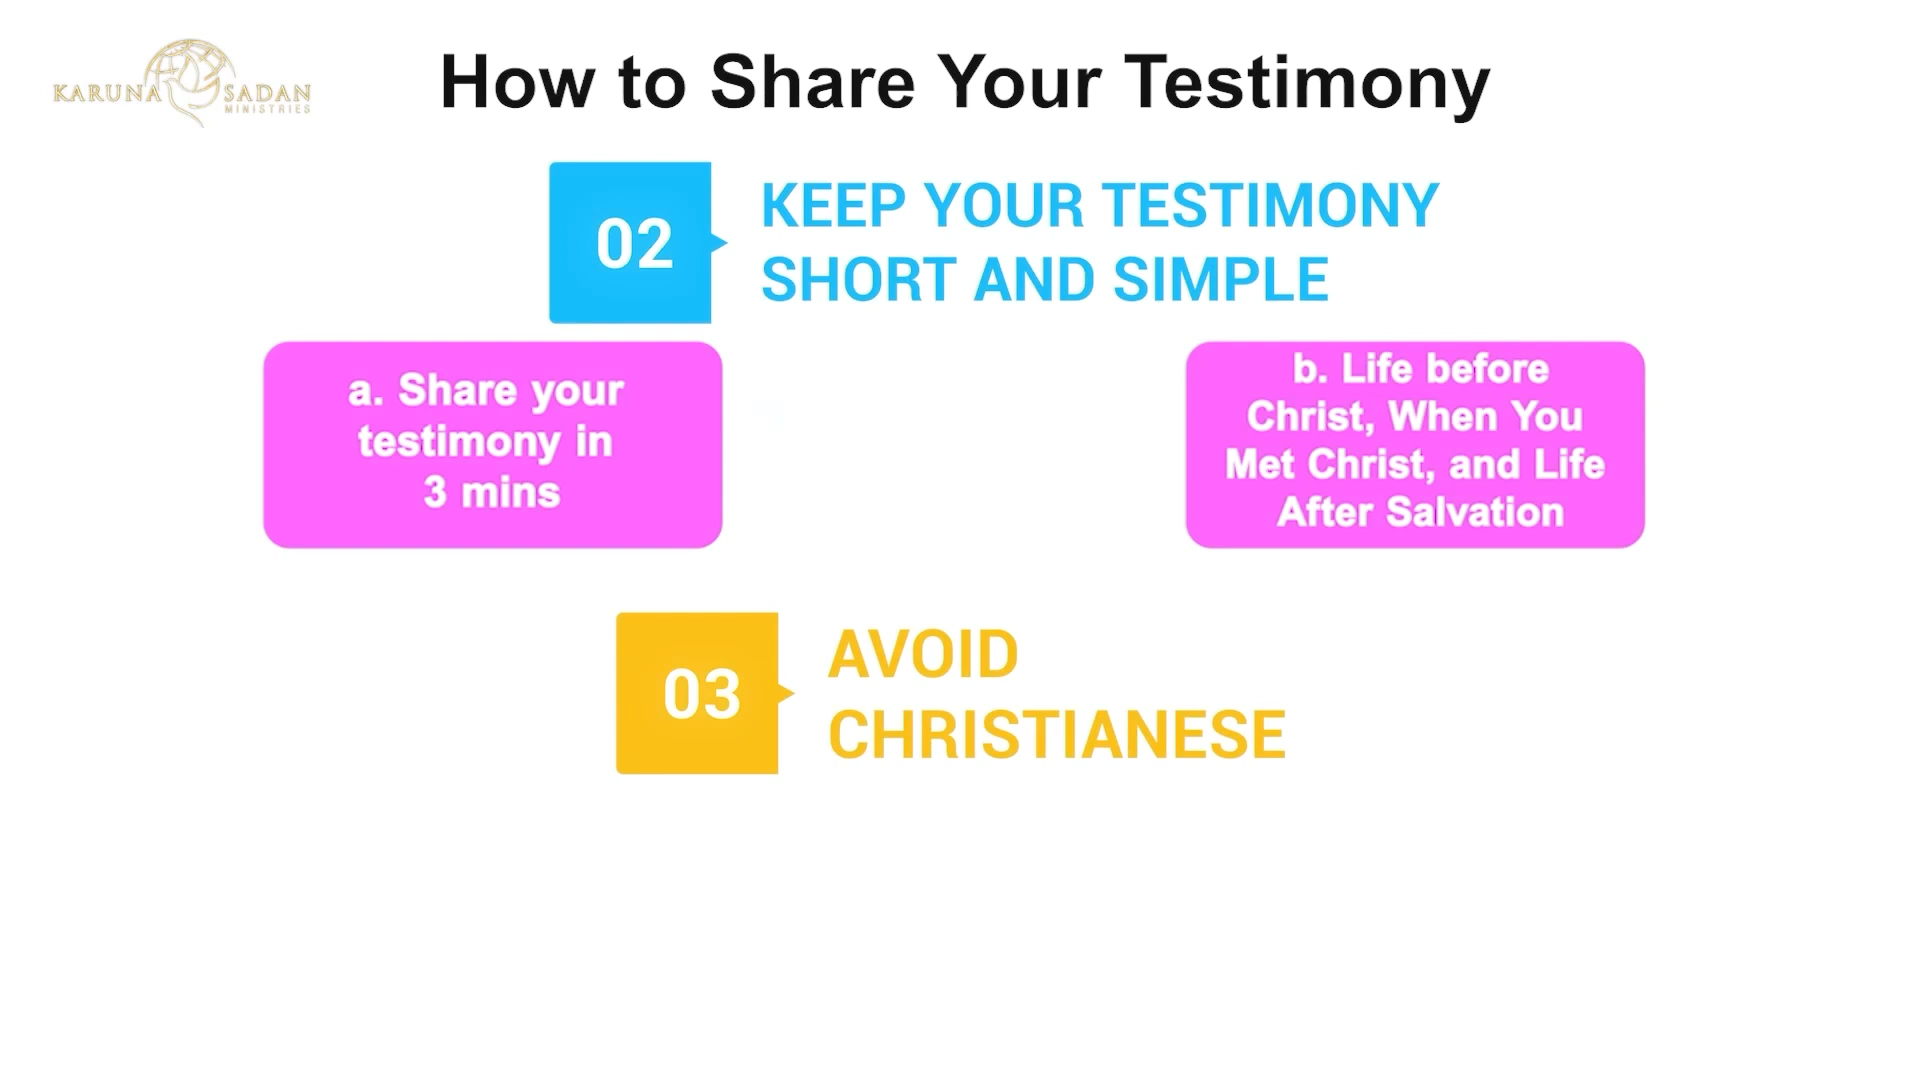 KARUNA SADAN
MINISTRIES
How to Share Your Testimony
02
KEEP YOUR TESTIMONY
SHORT AND SIMPLE
a. Share your
testimony in
3 mins
b. Life before
Christ, When You
Met Christ, and Life
After Salvation
03
AVOID
CHRISTIANESE